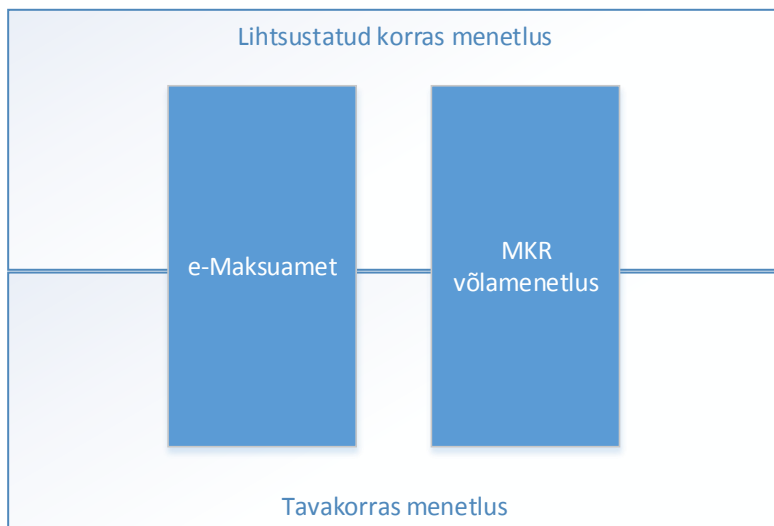 Lihtsustatud korras menetlus
e-Maksuamet
MKR
võlamenetlus
Tavakorras menetlus